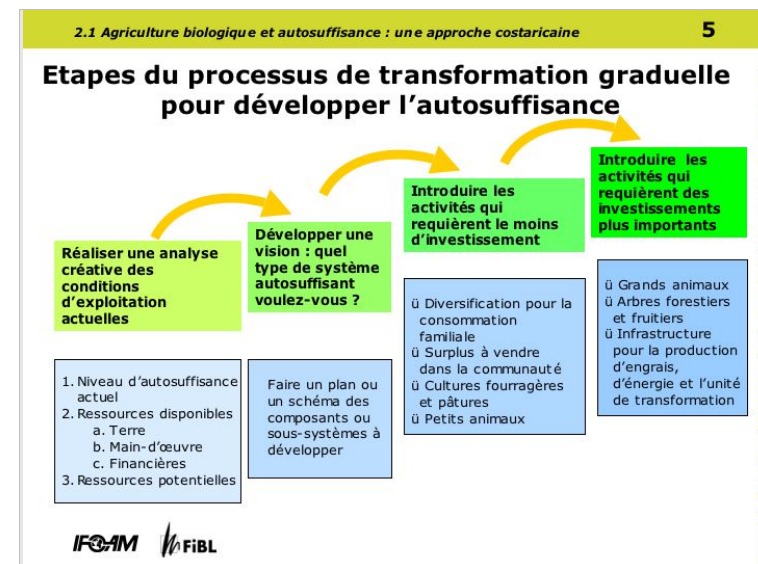 2.1 Agriculture biologique et autosuffisance : une approche costaricaine
5
Etapes du processus de transformation graduelle
pour développer l'autosuffisance
Réaliser une analyse
créative des
conditions
d'exploitation
actuelles
1. Niveau d'autosuffisance
actuel
2. Ressources disponibles
a. Terre
b. Main-d'œuvre
c. Financières
3. Ressources potentielles
Développer une
vision : quel
type de système
autosuffisant
voulez-vous ?
Faire un plan ou
un schéma des
composants ou
sous-systèmes à
développer
Introduire les
activités qui
requièrent le moins
d'investissement
ü Diversification pour la
consommation
familiale
ü Surplus à vendre
dans la communauté
ü Cultures fourragères
et pâtures
ü Petits animaux
Introduire les
activités qui
requièrent des
investissements
plus importants
ü Grands animaux
ü Arbres forestiers
et fruitiers
ü Infrastructure
pour la production
d'engrais,
d'énergie et l'unité
de transformation
IFOAM
FiBL